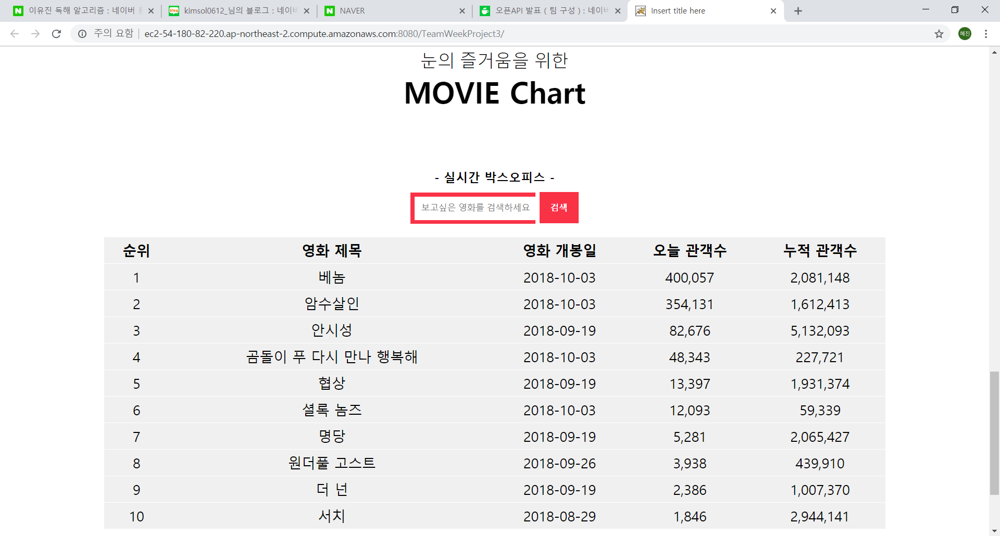 이유진 독해 알고리즘 : 네이버
kimsol0612_님의 블로그 : 네이버
NAVER
오픈API 발표 ( 팀 구성 ) : 네이버
Insert title here
주의 요함
ec2-54-180-82-220.ap-northeast-2.compute.amazonaws.com:8080/TeamWeekProject3/
혜진
눈의 즐거움을 위한
MOVIE Chart
- 실시간 박스오피스 -
보고싶은 영화를 검색하세요 검색
순위 영화 제목 영화 개봉일 오늘 관객수 누적 관객수
1 베놈 2018-10-03 400,057 2,081,148
2 암수살인 2018-10-03 354,131 1,612,413
3 안시성 2018-09-19 82,676 5,132,093
4 곰돌이 푸 다시 만나 행복해 2018-10-03 48,343 227,721
5 협상 2018-09-19 13,397 1,931,374
6 셜록 놈즈 2018-10-03 12,093 59,339
7 명당 2018-09-19 5,281 2,065,427
8 원더풀 고스트 2018-09-26 3,938 439,910
9 더 넌 2018-09-19 2,386 1,007,370
10 서치 2018-08-29 1,846 2,944,141